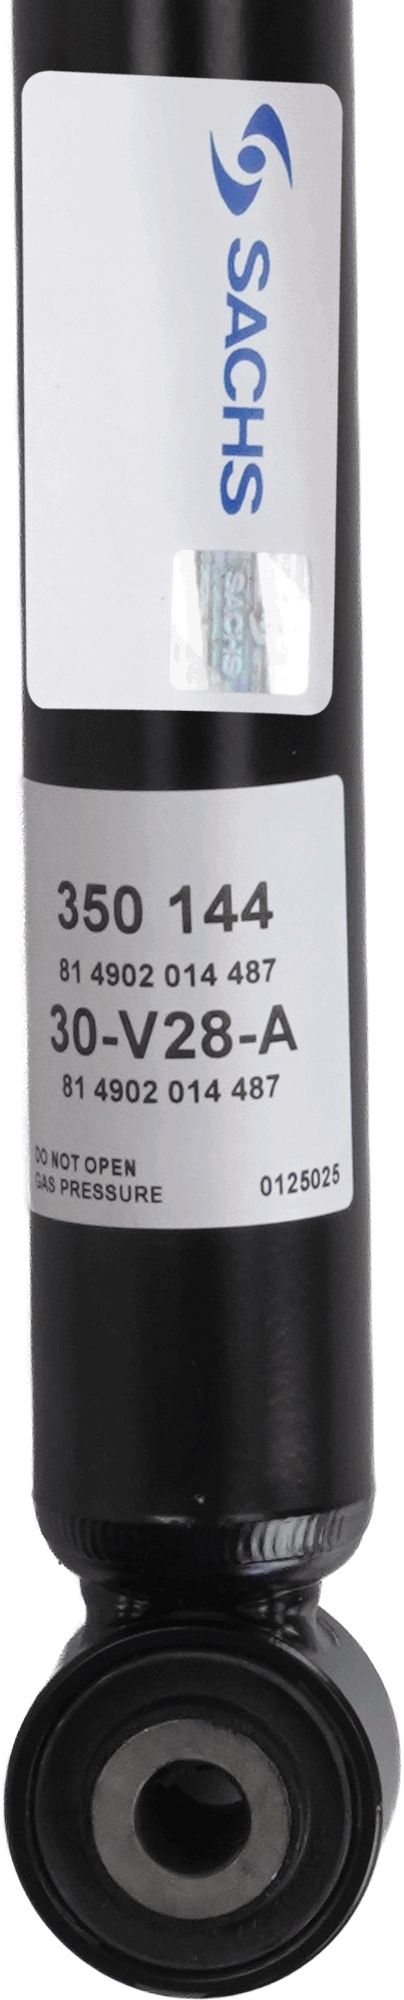 SACHS
SACHS
350 144
81 4902 014 487
30-V28-A
81 4902 014 487
DO NOT OPEN
GAS PRESSURE 0125025